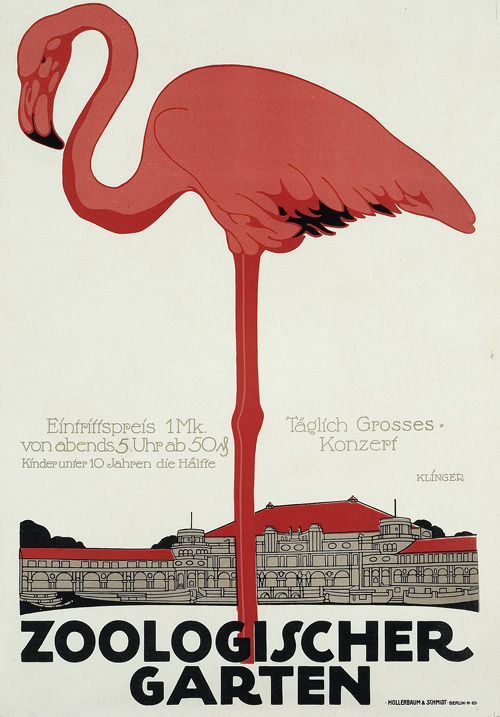 Eintrittspreis 1 Mk.
von abends 5 Uhr ab 50 ₰
Kinder unter 10 Jahren die Hälfte
Täglich Grosses-
Konzert
KLINGER
ZOOLOGISCHER
GARTEN
· HOLLERBAUM & SCHMIDT · BERLIN · N · 65 ·